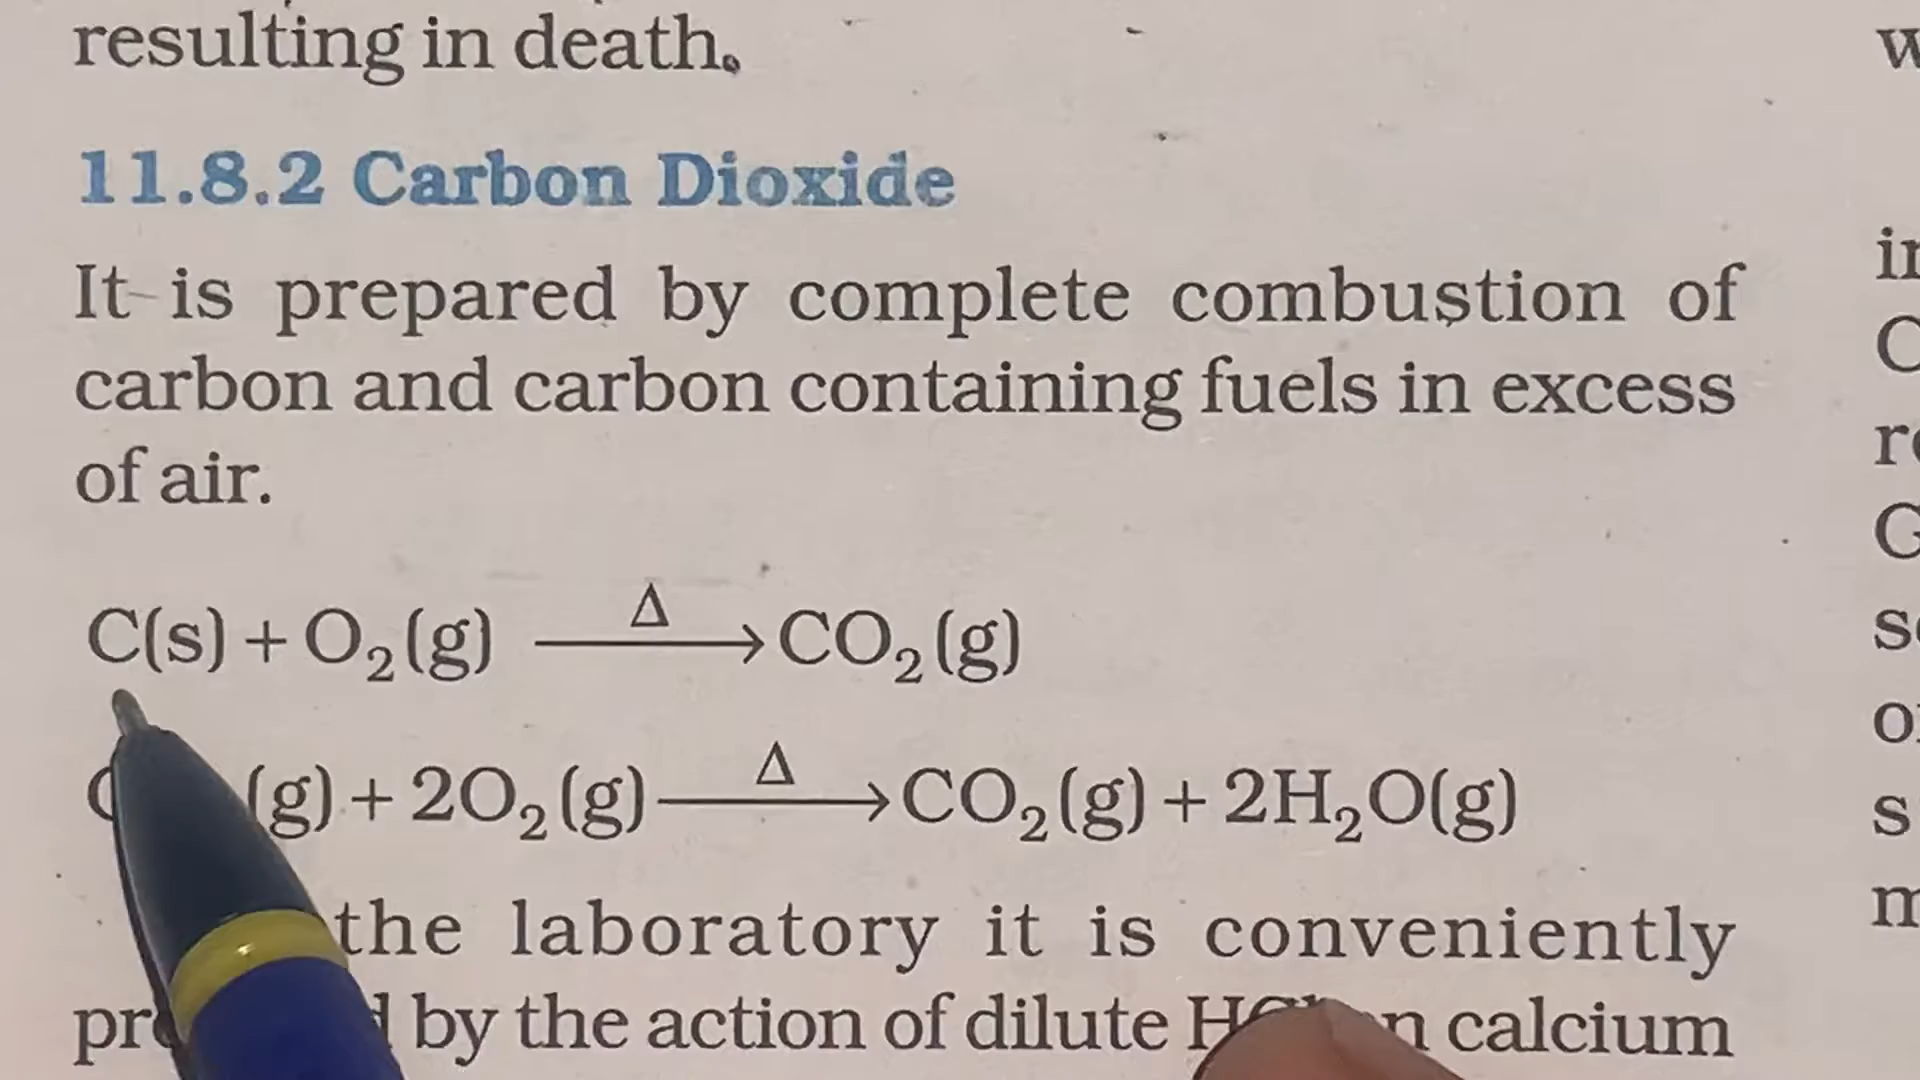 resulting in death.
11.8.2 Carbon Dioxide
It is prepared by complete combustion of
carbon and carbon containing fuels in excess
of air.
C(s) + O₂(g) —Δ→ CO₂(g)
(g) + 2O₂(g) —Δ→ CO₂(g) + 2H₂O(g)
the laboratory it is conveniently
by the action of dilute calcium